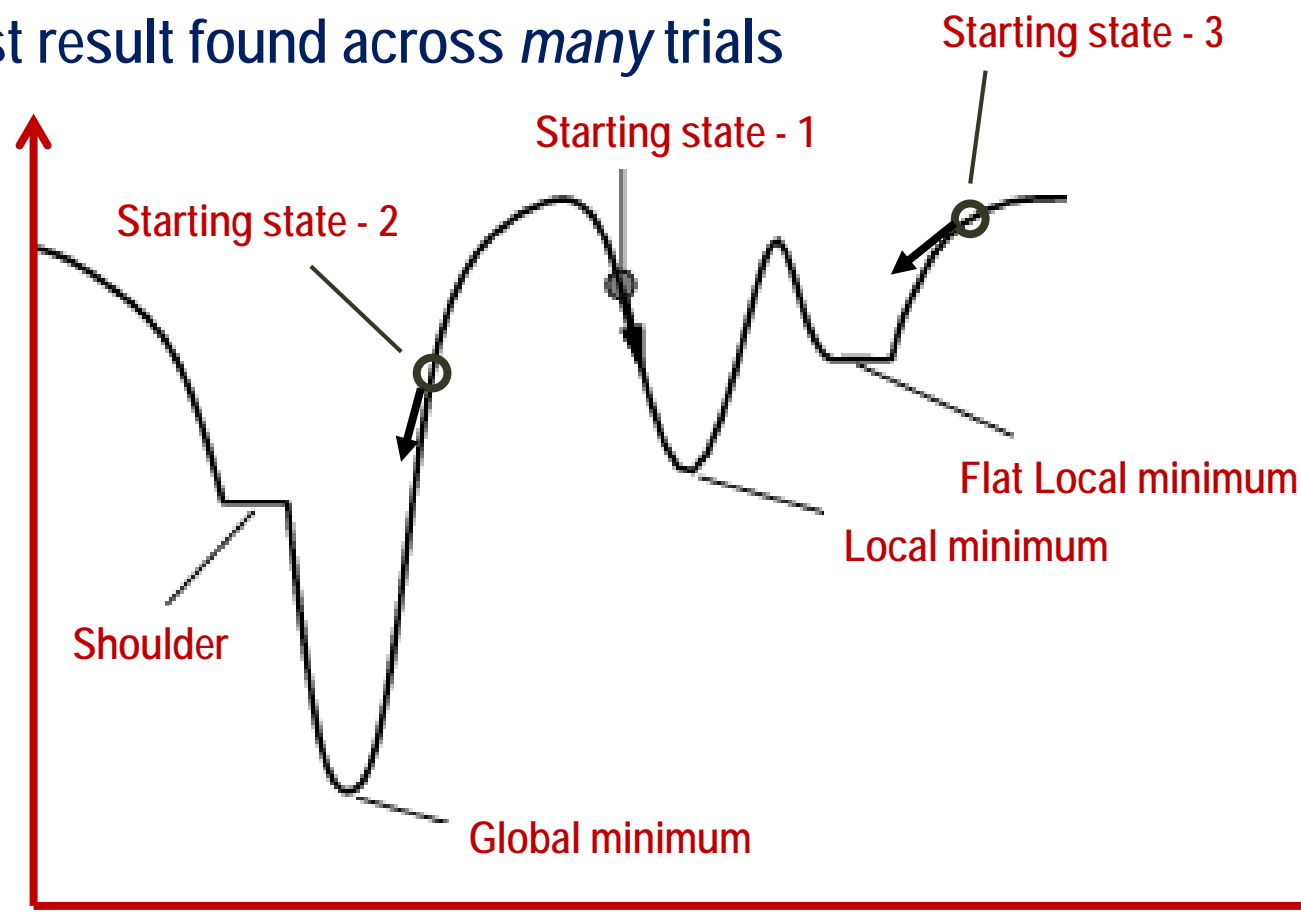 st result found across many trials
Starting state - 3
Starting state - 1
Starting state - 2
Flat Local minimum
Local minimum
Shoulder
Global minimum